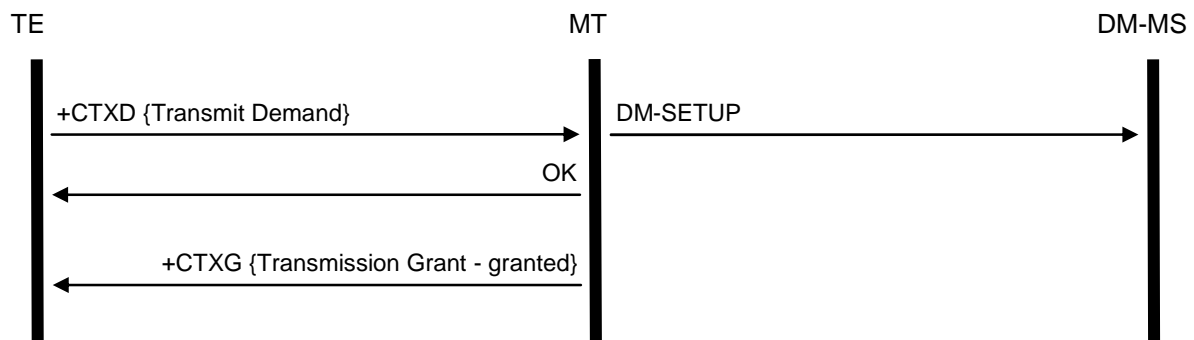 TE MT DM-MS
+CTXD {Transmit Demand} DM-SETUP
OK
+CTXG {Transmission Grant - granted}